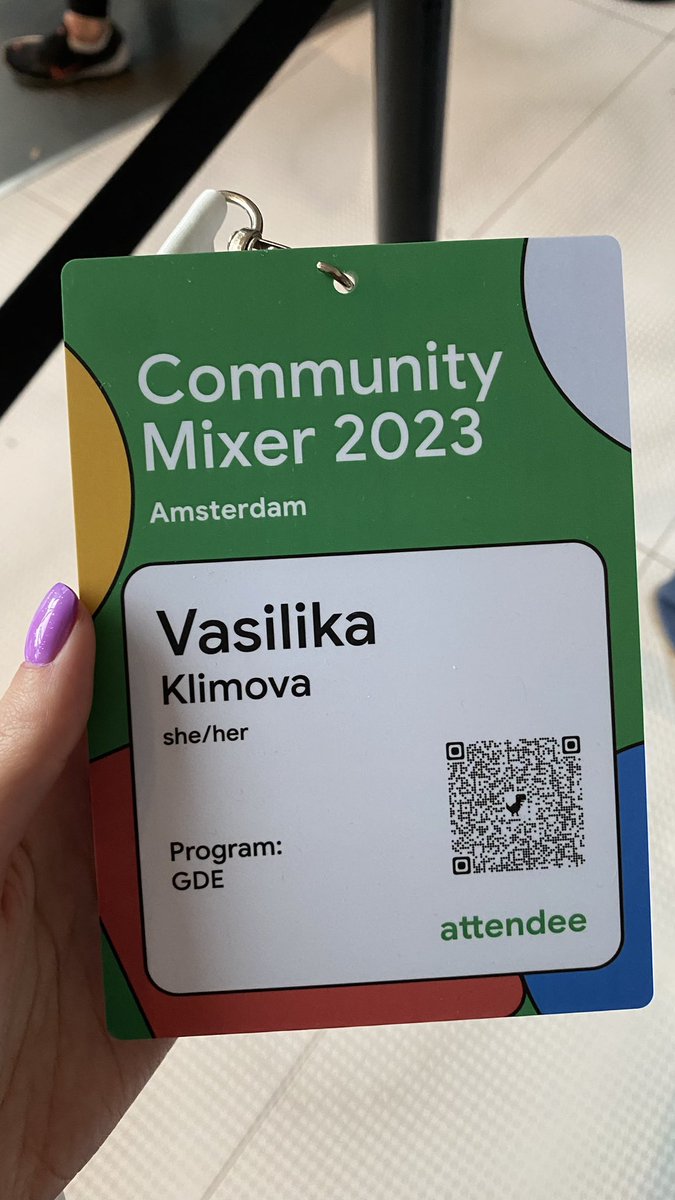 Community
Mixer 2023
Amsterdam
Vasilika
Klimova
she/her
Program:
GDE
attendee